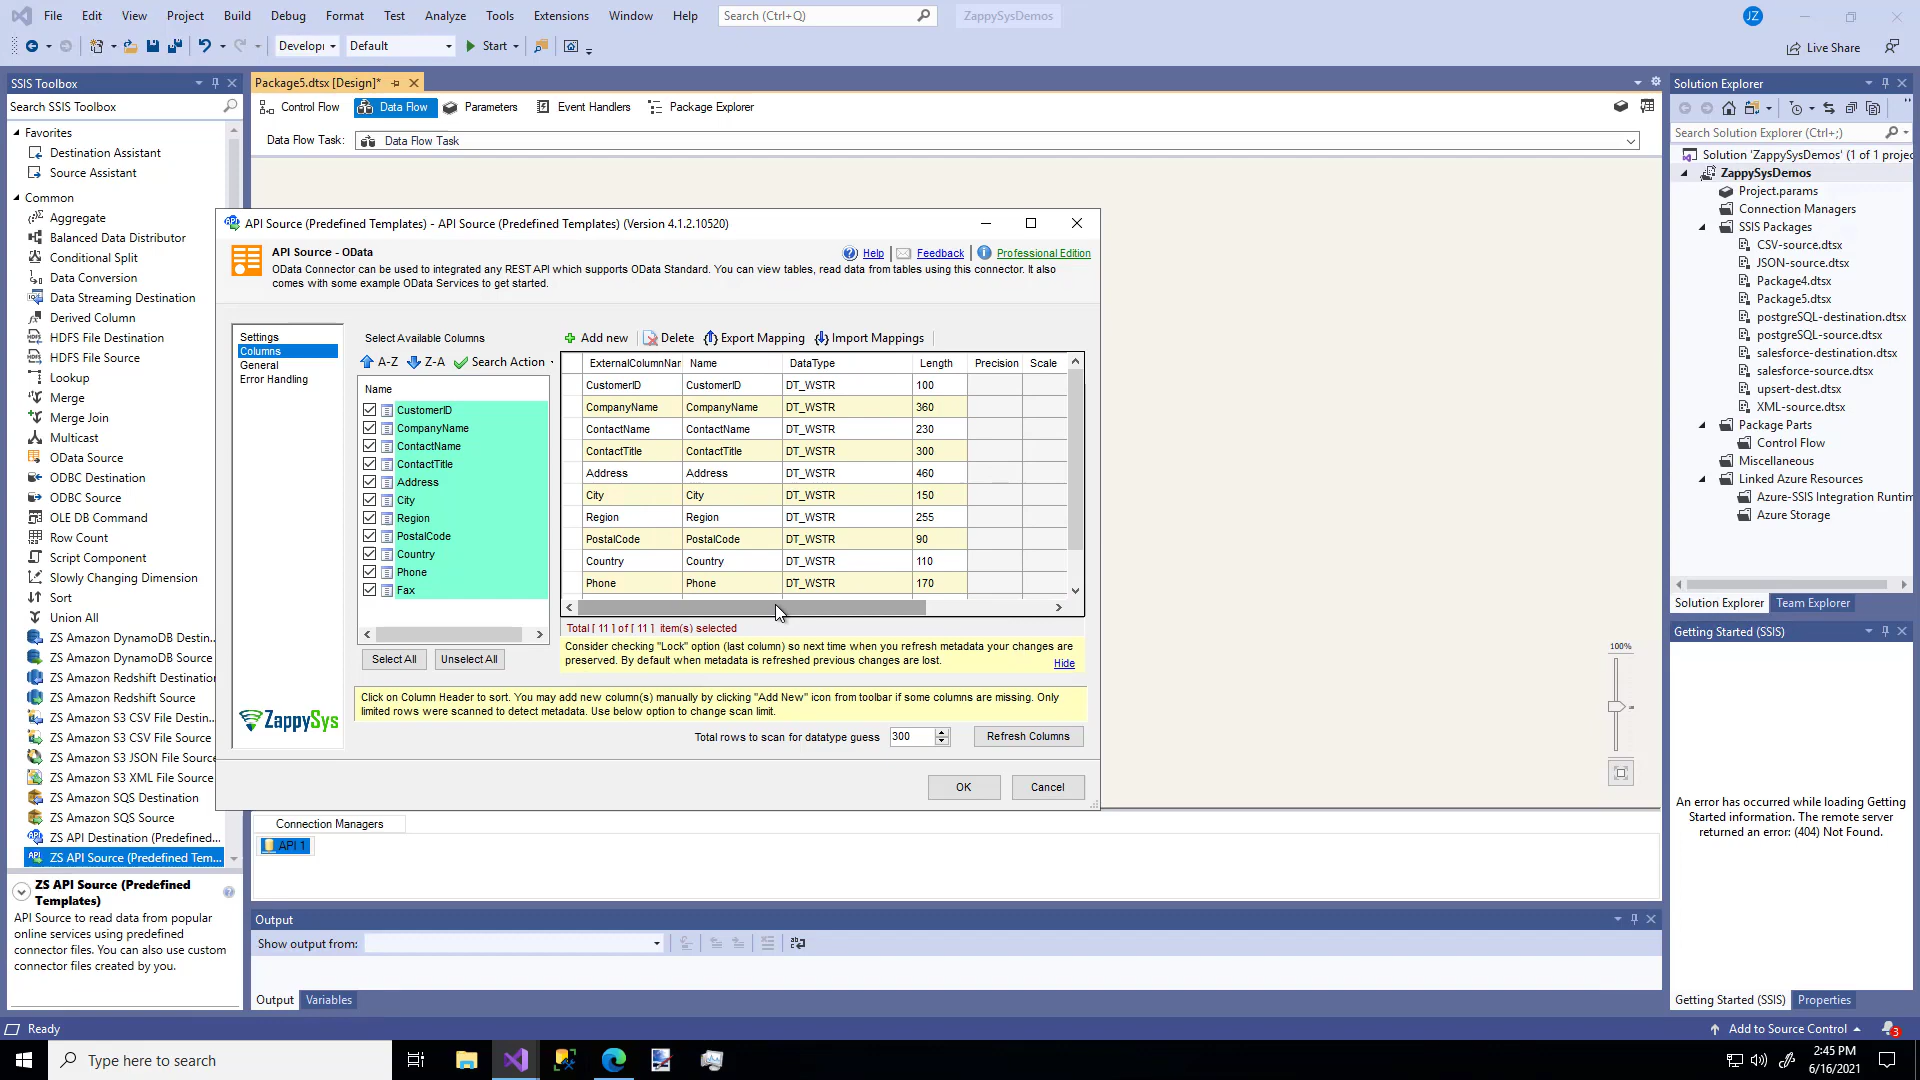 File Edit View Project Build Debug Format Test Analyze Tools Extensions Window Help Search (Ctrl+Q) ZappySysDemos JZ
Develop Default Start Live Share
SSIS Toolbox
Search SSIS Toolbox
Favorites
Destination Assistant
Source Assistant
Common
Aggregate
Balanced Data Distributor
Conditional Split
Data Conversion
Data Streaming Destination
Derived Column
HDFS File Destination
HDFS File Source
Lookup
Merge
Merge Join
Multicast
OData Source
ODBC Destination
ODBC Source
OLE DB Command
Row Count
Script Component
Slowly Changing Dimension
Sort
Union All
ZS Amazon DynamoDB Destin...
ZS Amazon DynamoDB Source
ZS Amazon Redshift Destination
ZS Amazon Redshift Source
ZS Amazon S3 CSV File Destin...
ZS Amazon S3 CSV File Source
ZS Amazon S3 JSON File Source
ZS Amazon S3 XML File Source
ZS Amazon SQS Destination
ZS Amazon SQS Source
ZS API Destination (Predefined...
ZS API Source (Predefined Tem...
ZS API Source (Predefined
Templates)
API Source to read data from popular
online services using predefined
connector files. You can also use custom
connector files created by you.
Package5.dtsx [Design]*
Control Flow Data Flow Parameters Event Handlers Package Explorer
Data Flow Task: Data Flow Task
API Source (Predefined Templates) - API Source (Predefined Templates) (Version 4.1.2.10520)
API Source - OData
Help Feedback Professional Edition
OData Connector can be used to integrated any REST API which supports OData Standard. You can view tables, read data from tables using this connector. It also
comes with some example OData Services to get started.
Settings
Columns
General
Error Handling
ZappySys
Select Available Columns
A-Z Z-A Search Action
Name
CustomerID
CompanyName
ContactName
ContactTitle
Address
City
Region
PostalCode
Country
Phone
Fax
Select All Unselect All
Add new Delete Export Mapping Import Mappings
ExternalColumnNar Name DataType Length Precision Scale
CustomerID CustomerID DT_WSTR 100
CompanyName CompanyName DT_WSTR 360
ContactName ContactName DT_WSTR 230
ContactTitle ContactTitle DT_WSTR 300
Address Address DT_WSTR 460
City City DT_WSTR 150
Region Region DT_WSTR 255
PostalCode PostalCode DT_WSTR 90
Country Country DT_WSTR 110
Phone Phone DT_WSTR 170
Total [ 11 ] of [ 11 ] item(s) selected
Consider checking "Lock" option (last column) so next time when you refresh metadata your changes are
preserved. By default when metadata is refreshed previous changes are lost. Hide
Click on Column Header to sort. You may add new column(s) manually by clicking "Add New" icon from toolbar if some columns are missing. Only
limited rows were scanned to detect metadata. Use below option to change scan limit.
Total rows to scan for datatype guess 300 Refresh Columns
OK Cancel
100%
Connection Managers
API 1
Output
Show output from:
Output Variables
Solution Explorer
Search Solution Explorer (Ctrl+;)
Solution 'ZappySysDemos' (1 of 1 projec
ZappySysDemos
Project.params
Connection Managers
SSIS Packages
CSV-source.dtsx
JSON-source.dtsx
Package4.dtsx
Package5.dtsx
postgreSQL-destination.dtsx
postgreSQL-source.dtsx
salesforce-destination.dtsx
salesforce-source.dtsx
upsert-dest.dtsx
XML-source.dtsx
Package Parts
Control Flow
Miscellaneous
Linked Azure Resources
Azure-SSIS Integration Runtim
Azure Storage
Solution Explorer Team Explorer
Getting Started (SSIS)
An error has occurred while loading Getting
Started information. The remote server
returned an error: (404) Not Found.
Getting Started (SSIS) Properties
Ready Add to Source Control 3
Type here to search
2:45 PM
6/16/2021